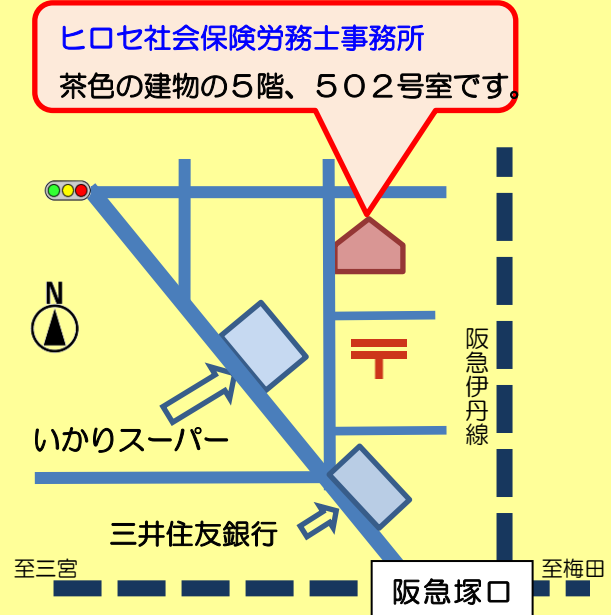 ヒロセ社会保険労務士事務所
茶色の建物の５階、５０２号室です。
N
阪急伊丹線
いかりスーパー
三井住友銀行
至三宮
至梅田
阪急塚口